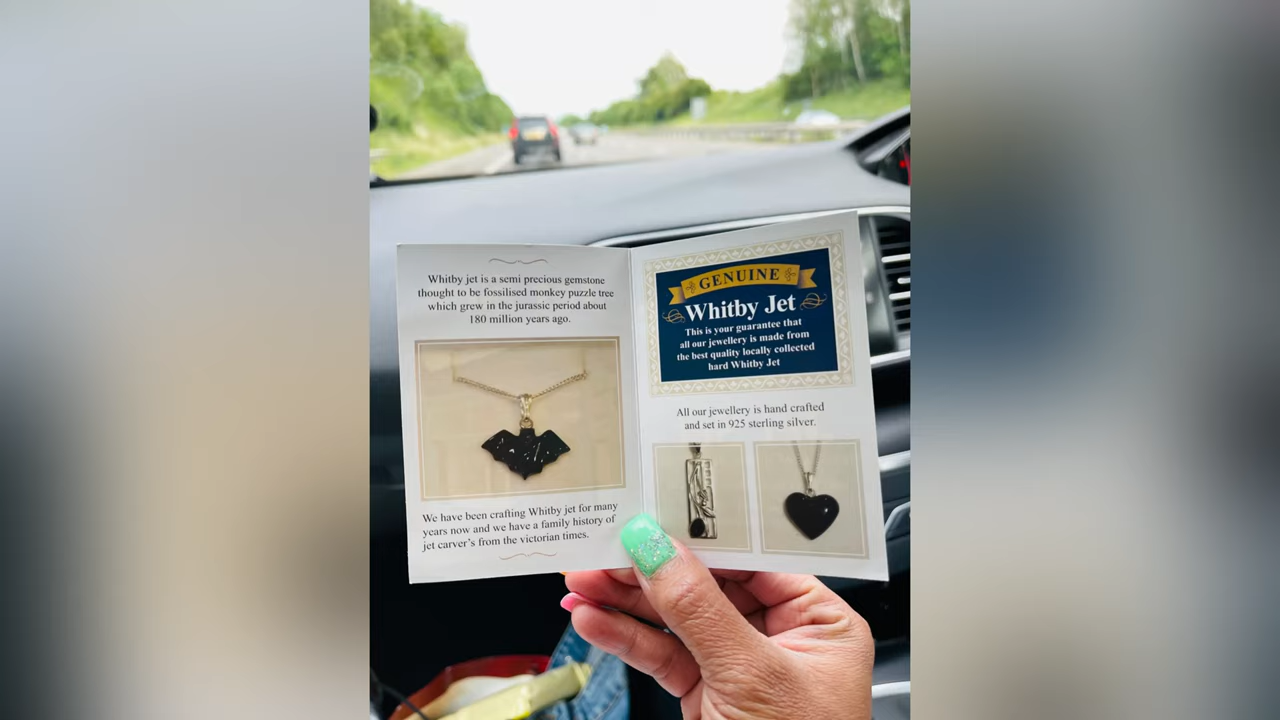 Whitby jet is a semi precious gemstone
thought to be fossilised monkey puzzle tree
which grew in the jurassic period about
180 million years ago.
We have been crafting Whitby jet for many
years now and we have a family history of
jet carver's from the victorian times.
GENUINE
Whitby Jet
This is your guarantee that
all our jewellery is made from
the best quality locally collected
hard Whitby Jet
All our jewellery is hand crafted
and set in 925 sterling silver.